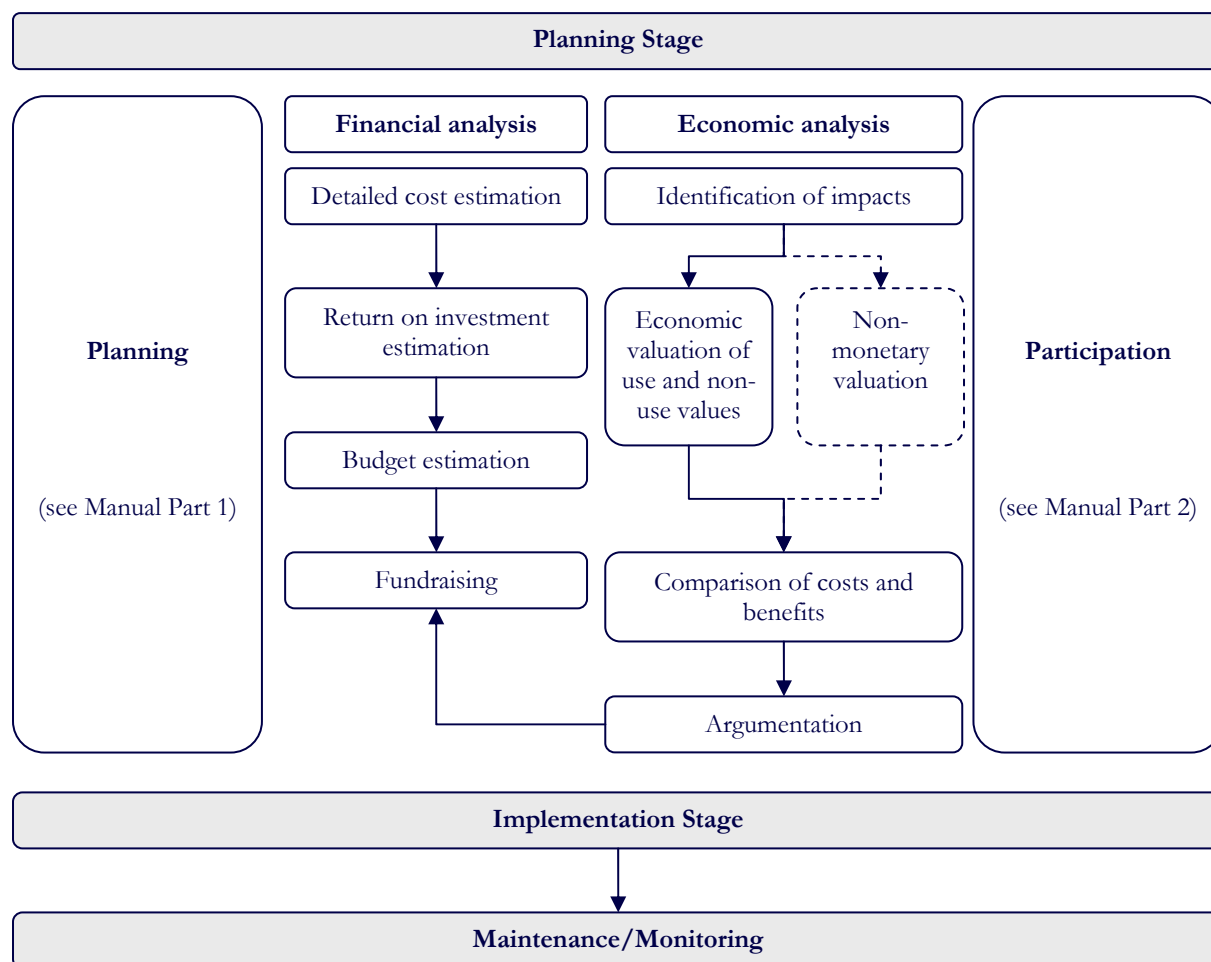 Planning Stage
Planning
(see Manual Part 1)
Financial analysis
Detailed cost estimation
Return on investment
estimation
Budget estimation
Fundraising
Economic analysis
Identification of impacts
Economic
valuation of
use and non-
use values
Non-
monetary
valuation
Comparison of costs and
benefits
Argumentation
Participation
(see Manual Part 2)
Implementation Stage
Maintenance/Monitoring